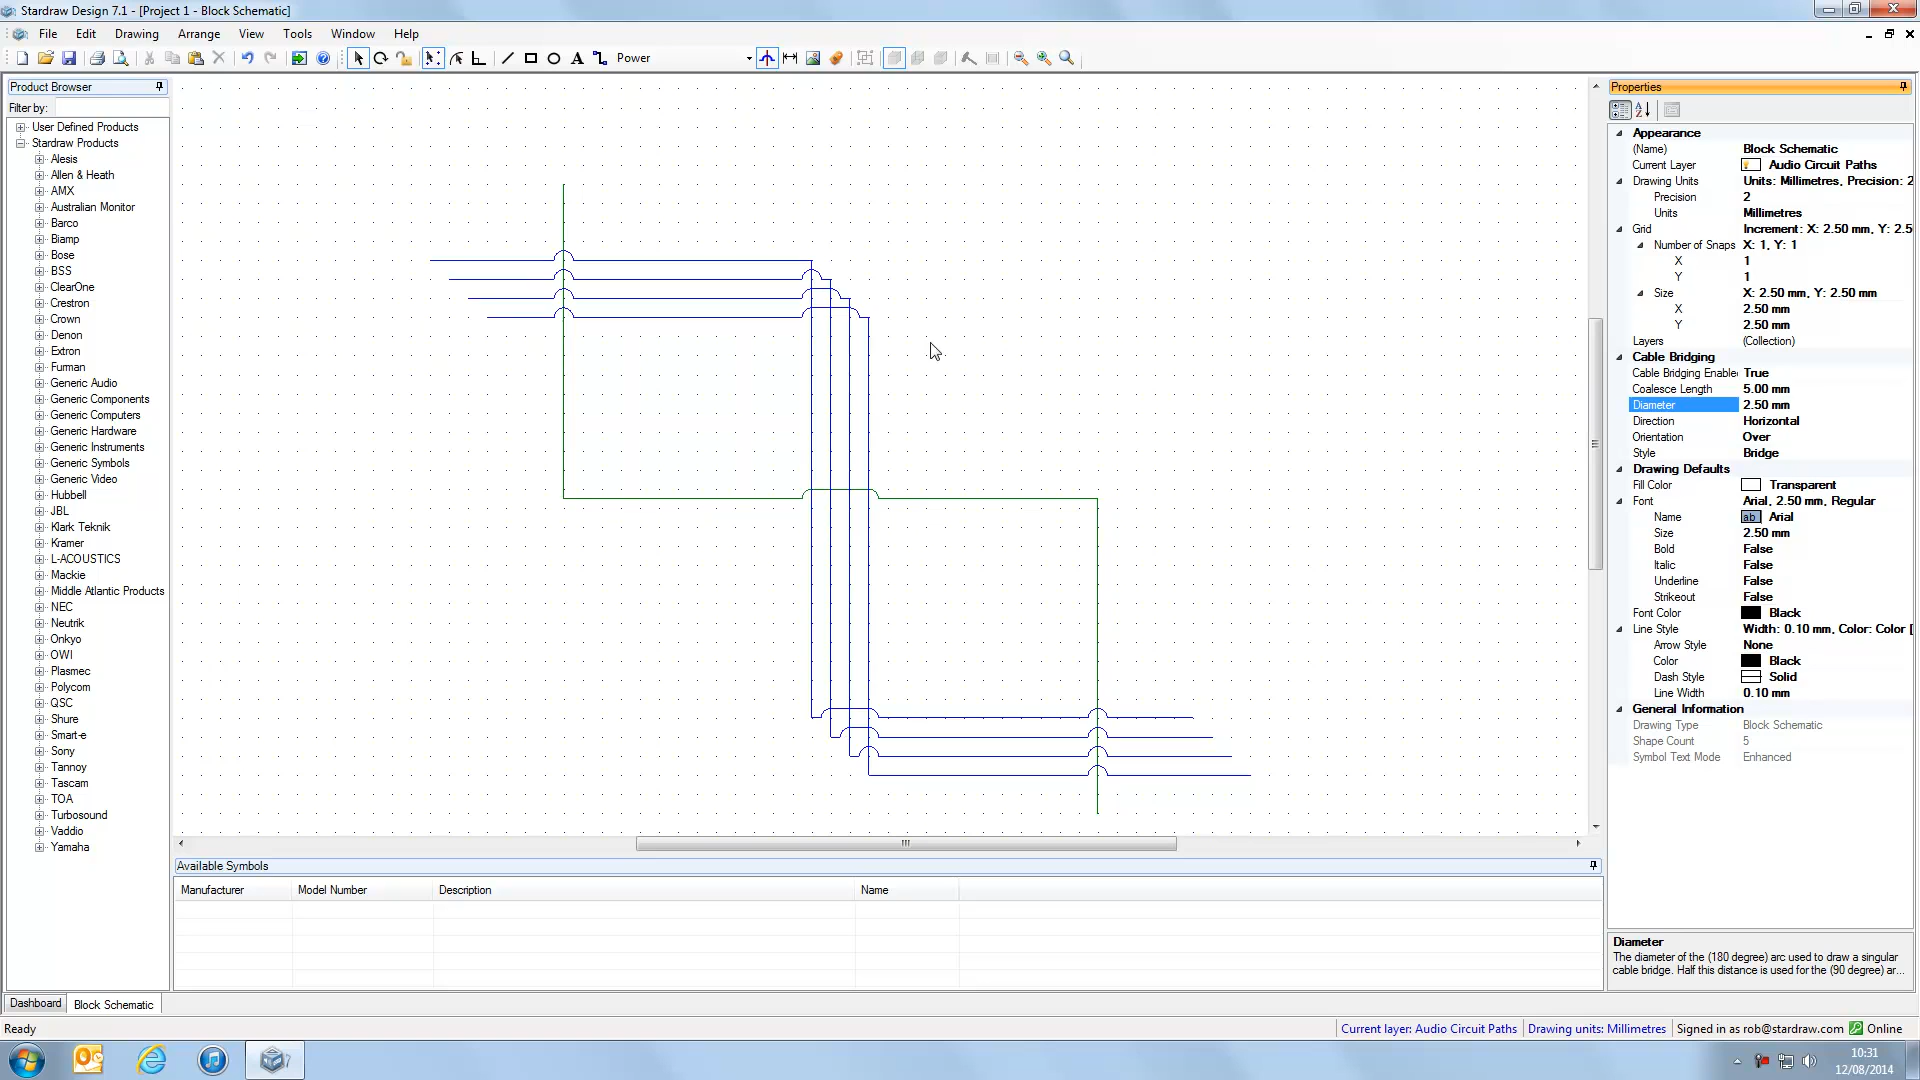 Stardraw Design 7.1 - [Project 1 - Block Schematic]
File Edit Drawing Arrange View Tools Window Help
Power
Product Browser
Filter by:
User Defined Products
Stardraw Products
Alesis
Allen & Heath
AMX
Australian Monitor
Barco
Biamp
Bose
BSS
ClearOne
Crestron
Crown
Denon
Extron
Furman
Generic Audio
Generic Components
Generic Computers
Generic Hardware
Generic Instruments
Generic Symbols
Generic Video
Hubbell
JBL
Klark Teknik
Kramer
L-ACOUSTICS
Mackie
Middle Atlantic Products
NEC
Neutrik
Onkyo
OWI
Plasmec
Polycom
QSC
Shure
Smart-e
Sony
Tannoy
Tascam
TOA
Turbosound
Vaddio
Yamaha
Available Symbols
Manufacturer Model Number Description Name
Properties
Appearance
(Name) Block Schematic
Current Layer Audio Circuit Paths
Drawing Units Units: Millimetres, Precision: 2
Precision 2
Units Millimetres
Grid Increment: X: 2.50 mm, Y: 2.5
Number of Snaps X: 1, Y: 1
X 1
Y 1
Size X: 2.50 mm, Y: 2.50 mm
X 2.50 mm
Y 2.50 mm
Layers (Collection)
Cable Bridging
Cable Bridging Enable True
Coalesce Length 5.00 mm
Diameter 2.50 mm
Direction Horizontal
Orientation Over
Style Bridge
Drawing Defaults
Fill Color Transparent
Font Arial, 2.50 mm, Regular
Name ab Arial
Size 2.50 mm
Bold False
Italic False
Underline False
Strikeout False
Font Color Black
Line Style Width: 0.10 mm, Color: Color [
Arrow Style None
Color Black
Dash Style Solid
Line Width 0.10 mm
General Information
Drawing Type Block Schematic
Shape Count 5
Symbol Text Mode Enhanced
Diameter
The diameter of the (180 degree) arc used to draw a singular
cable bridge. Half this distance is used for the (90 degree) ar...
Dashboard Block Schematic
Ready
Current layer: Audio Circuit Paths Drawing units: Millimetres Signed in as rob@stardraw.com Online
10:31
12/08/2014